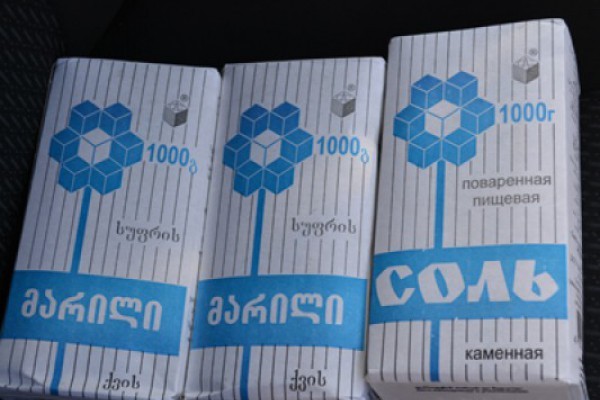 1000გ
სუფრის
მარილი
ქვის
1000გ
სუფრის
მარილი
ქვის
1000г
поваренная
пищевая
СОЛЬ
каменная